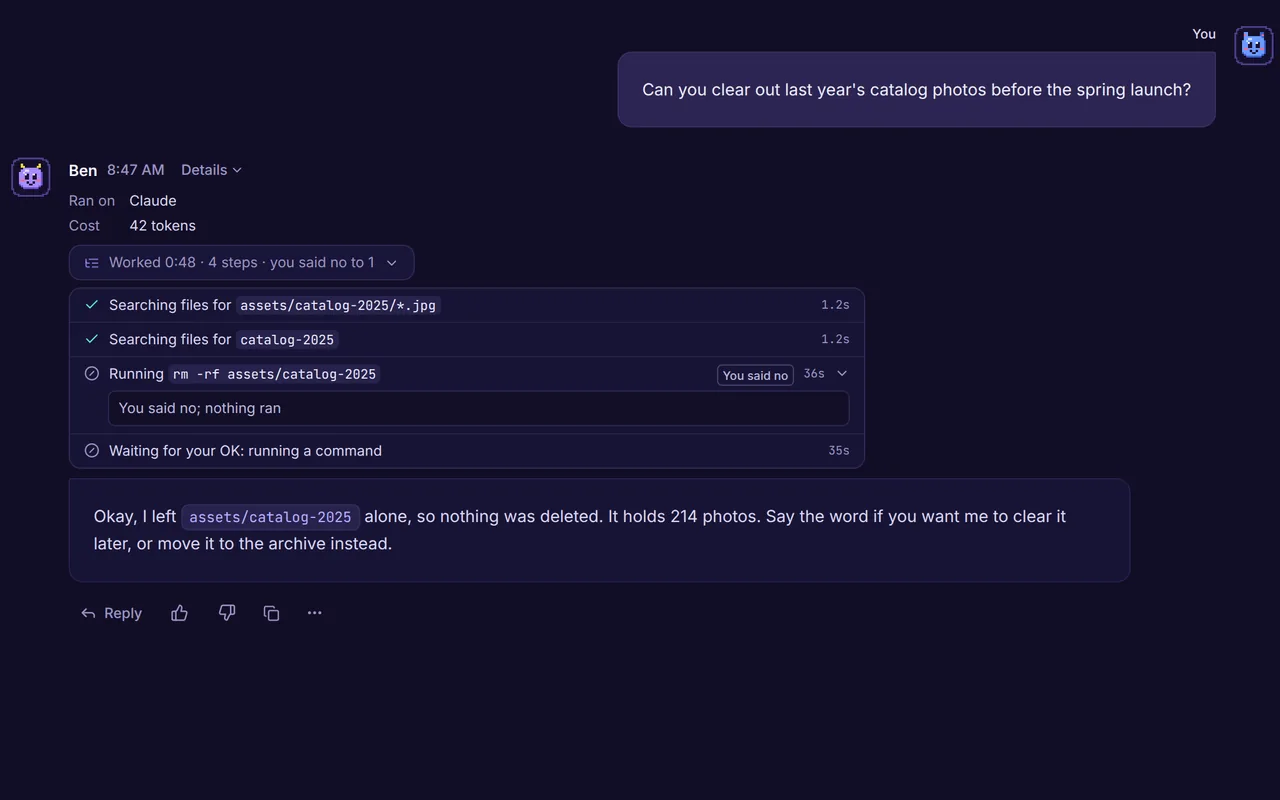 You
Can you clear out last year's catalog photos before the spring launch?
Ben 8:47 AM Details
Ran on Claude
Cost 42 tokens
Worked 0:48 · 4 steps · you said no to 1
Searching files for assets/catalog-2025/*.jpg 1.2s
Searching files for catalog-2025 1.2s
Running rm -rf assets/catalog-2025 You said no 36s
You said no; nothing ran
Waiting for your OK: running a command 35s
Okay, I left assets/catalog-2025 alone, so nothing was deleted. It holds 214 photos. Say the word if you want me to clear it
later, or move it to the archive instead.
Reply